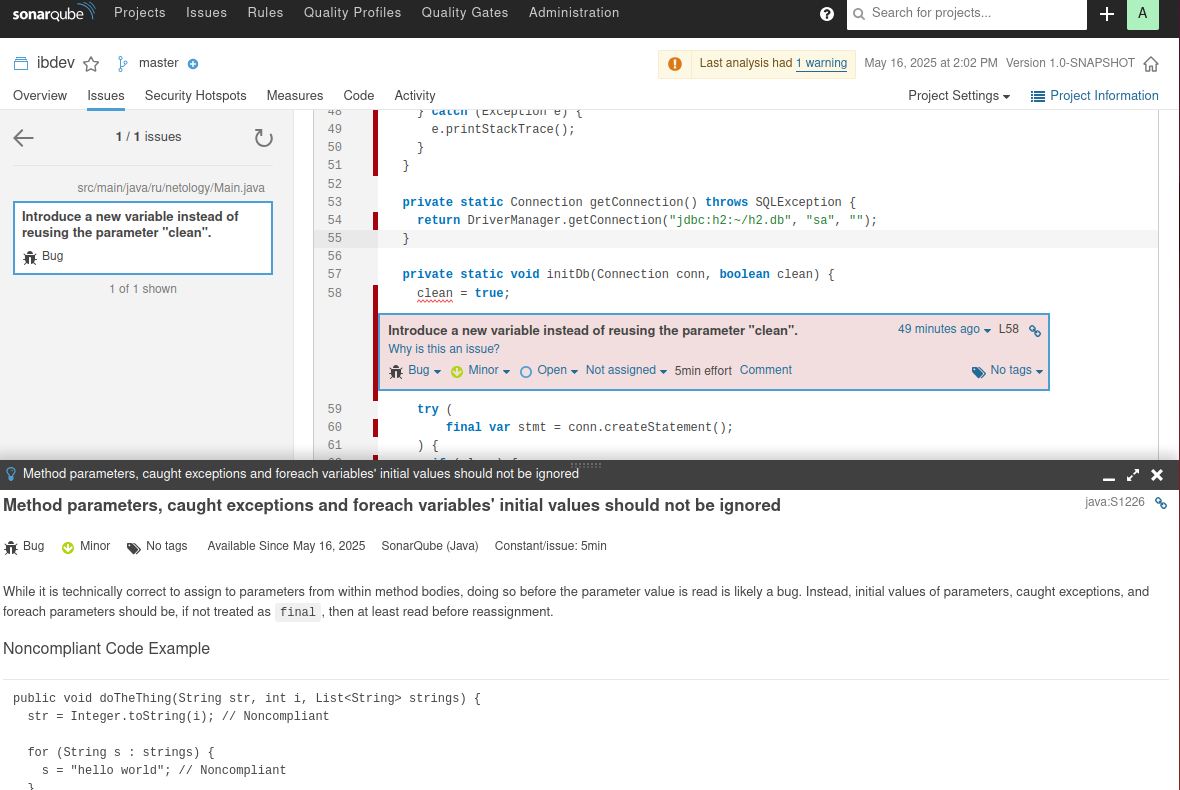 sonarqube Projects Issues Rules Quality Profiles Quality Gates Administration ? Search for projects... + A
ibdev master Last analysis had 1 warning May 16, 2025 at 2:02 PM Version 1.0-SNAPSHOT
Overview Issues Security Hotspots Measures Code Activity Project Settings Project Information
1 / 1 issues
src/main/java/ru/netology/Main.java
Introduce a new variable instead of
reusing the parameter "clean".
Bug
1 of 1 shown
48 } catch (Exception e) {
49 e.printStackTrace();
50 }
51 }
52
53 private static Connection getConnection() throws SQLException {
54 return DriverManager.getConnection("jdbc:h2:~/h2.db", "sa", "");
55 }
56
57 private static void initDb(Connection conn, boolean clean) {
58 clean = true;
Introduce a new variable instead of reusing the parameter "clean". 49 minutes ago L58
Why is this an issue?
Bug Minor Open Not assigned 5min effort Comment No tags
59 try (
60 final var stmt = conn.createStatement();
61 ) {
Method parameters, caught exceptions and foreach variables' initial values should not be ignored
Method parameters, caught exceptions and foreach variables' initial values should not be ignored java:S1226
Bug Minor No tags Available Since May 16, 2025 SonarQube (Java) Constant/issue: 5min
While it is technically correct to assign to parameters from within method bodies, doing so before the parameter value is read is likely a bug. Instead, initial values of parameters, caught exceptions, and
foreach parameters should be, if not treated as final , then at least read before reassignment.
Noncompliant Code Example
public void doTheThing(String str, int i, List<String> strings) {
str = Integer.toString(i); // Noncompliant
for (String s : strings) {
s = "hello world"; // Noncompliant
}